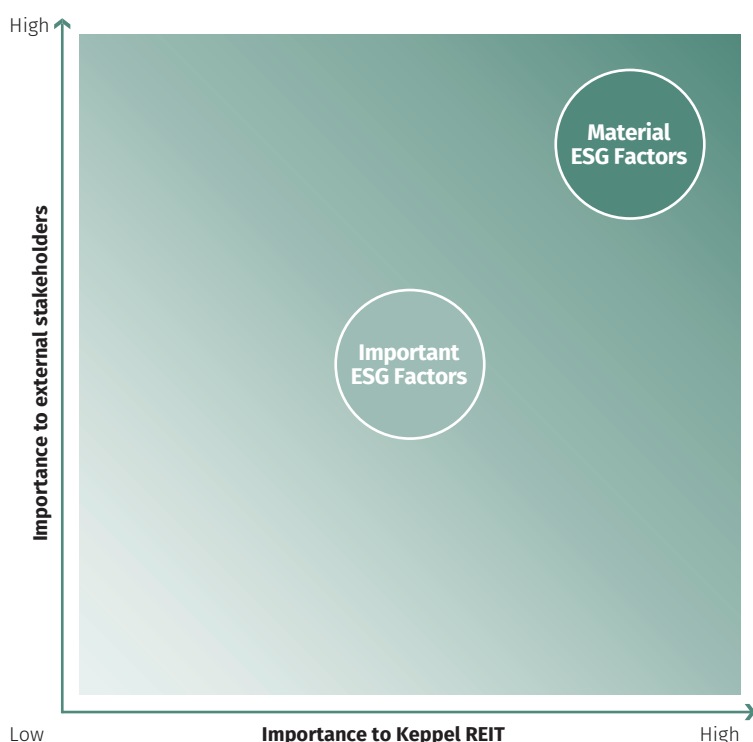 High
Material
ESG Factors
Importance to external stakeholders
Important
ESG Factors
Low
Importance to Keppel REIT
High